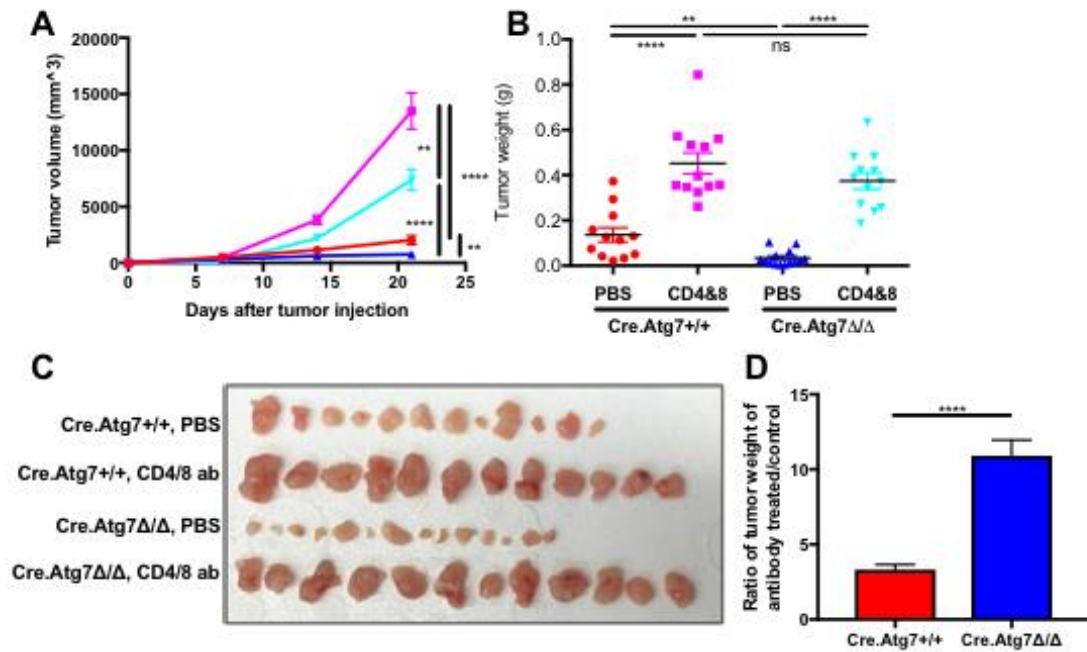 A
Tumor volume (mm^3)
20000
15000
10000
5000
0
0 5 10 15 20 25
Days after tumor injection
**
****
****
**
B
Tumor weight (g)
1.0
0.8
0.6
0.4
0.2
0.0
** ****
**** ns
PBS CD4&8 PBS CD4&8
Cre.Atg7+/+ Cre.Atg7Δ/Δ
C
Cre.Atg7+/+, PBS
Cre.Atg7+/+, CD4/8 ab
Cre.Atg7Δ/Δ, PBS
Cre.Atg7Δ/Δ, CD4/8 ab
D
Ratio of tumor weight of
antibody treated/control
15
10
5
0
****
Cre.Atg7+/+ Cre.Atg7Δ/Δ